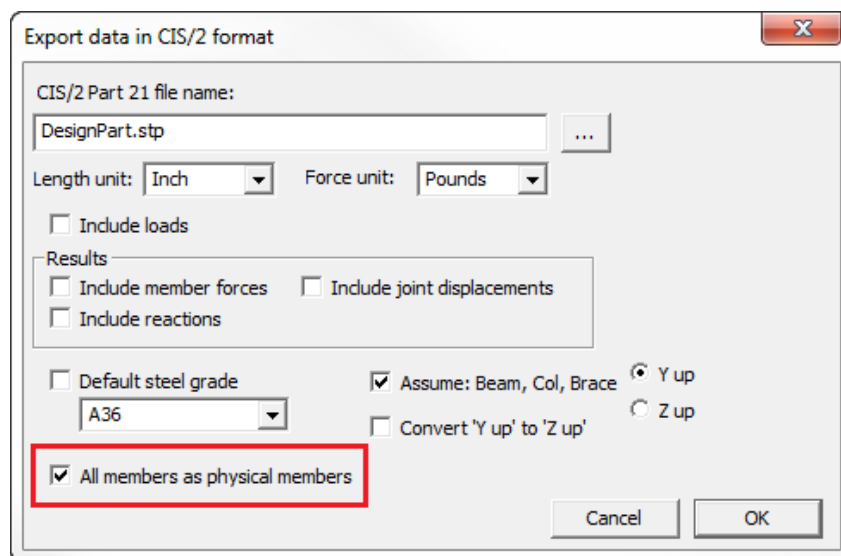 Export data in CIS/2 format
CIS/2 Part 21 file name:
DesignPart.stp
...
Length unit: Inch Force unit: Pounds
Include loads
Results
Include member forces Include joint displacements
Include reactions
Default steel grade Assume: Beam, Col, Brace Y up
A36 Convert 'Y up' to 'Z up' Z up
All members as physical members
Cancel OK